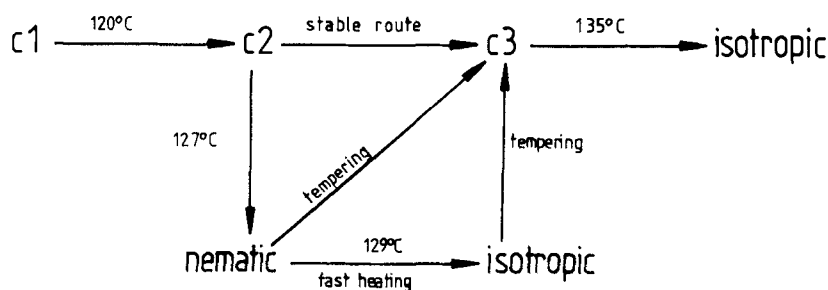 120°C
stable route
135°C
c1
c2
c3
isotropic
127°C
tempering
tempering
nematic
129°C
isotropic
fast heating